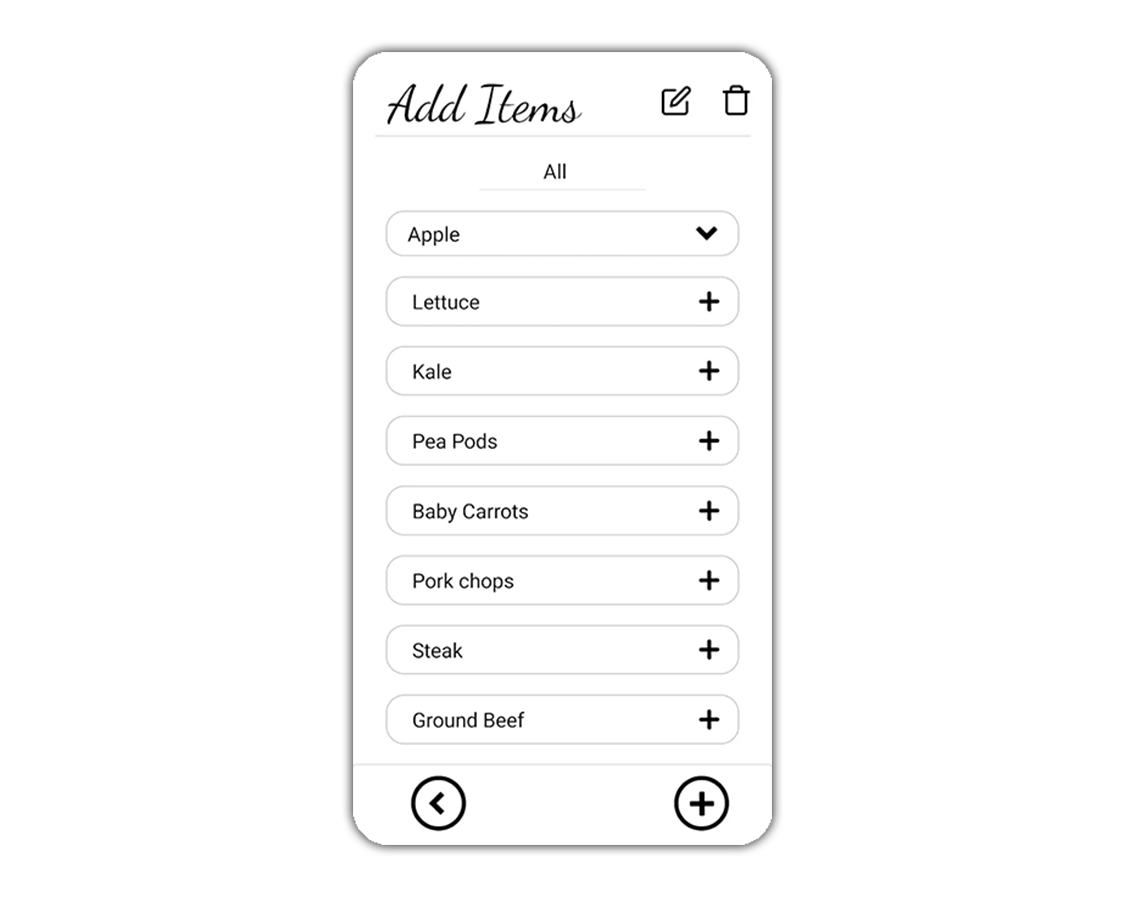 Add Items
All
Apple
Lettuce
Kale
Pea Pods
Baby Carrots
Pork chops
Steak
Ground Beef